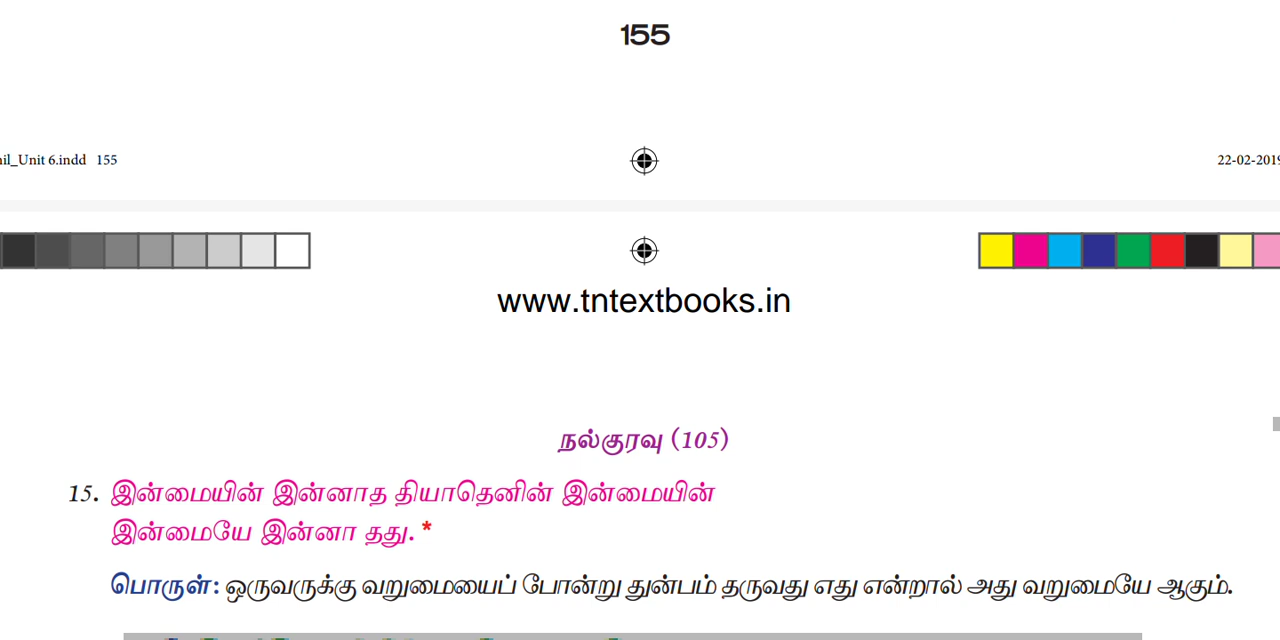 155
Unit 6.indd 155
22-02-2019
www.tntextbooks.in
நல்குரவு (105)
15. இன்மையின் இன்னாத தியாதெனின் இன்மையின்
இன்மையே இன்னா தது. *
பொருள்: ஒருவருக்கு வறுமையைப் போன்று துன்பம் தருவது எது என்றால் அது வறுமையே ஆகும்.